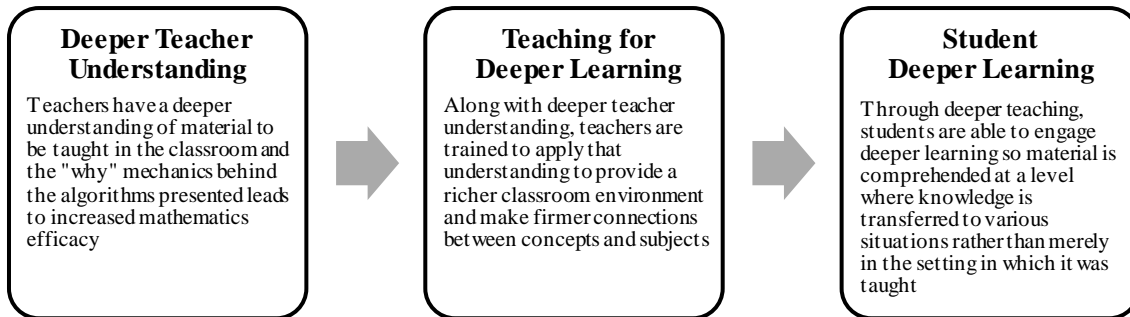 Deeper Teacher
Understanding
Teachers have a deeper
understanding of material to
be taught in the classroom and
the "why" mechanics behind
the algorithms presented leads
to increased mathematics
efficacy
Teaching for
Deeper Learning
Along with deeper teacher
understanding, teachers are
trained to apply that
understanding to provide a
richer classroom environment
and make firmer connections
between concepts and subjects
Student
Deeper Learning
Through deeper teaching,
students are able to engage
deeper learning so material is
comprehended at a level
where knowledge is
transferred to various
situations rather than merely
in the setting in which it was
taught